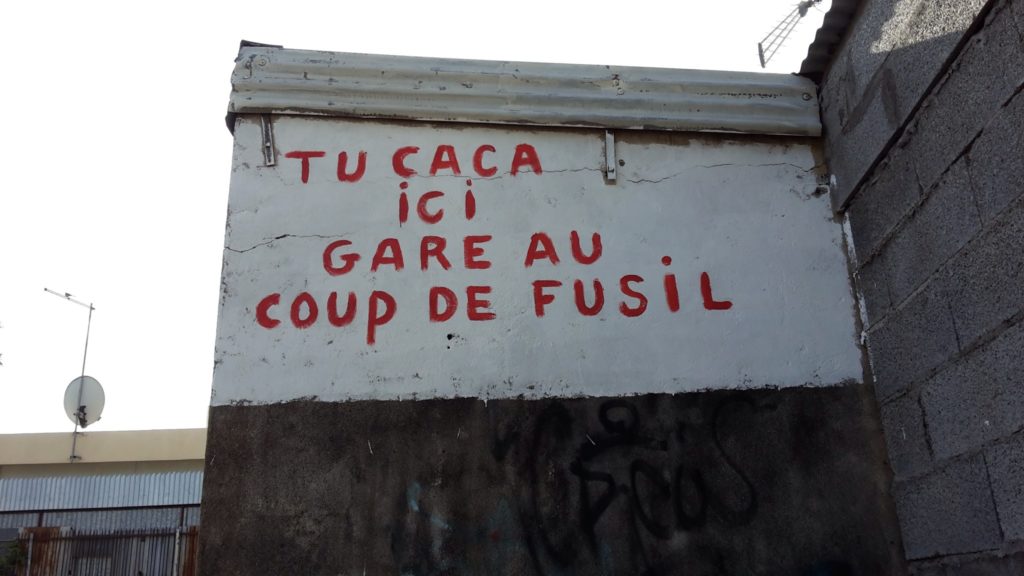 TU CACA
ici
GARE AU
COUP DE FUSiL